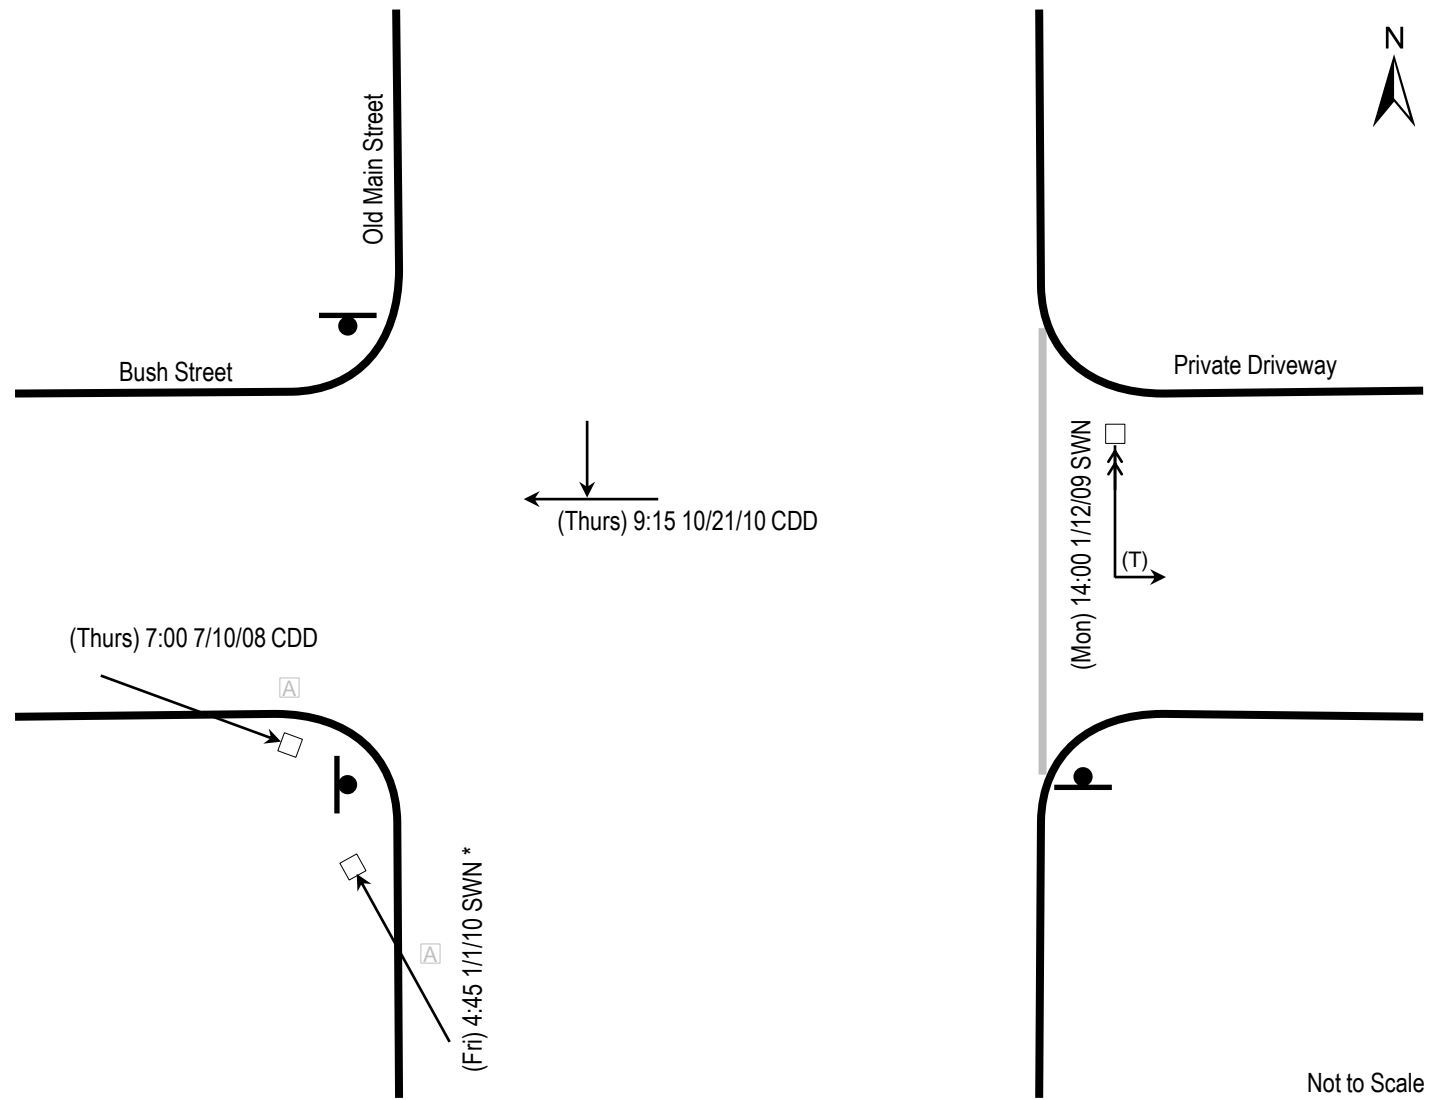 N
Old Main Street
Bush Street
Private Driveway
(Mon) 14:00 1/12/09 SWN
(T)
(Thurs) 9:15 10/21/10 CDD
(Thurs) 7:00 7/10/08 CDD
A
(Fri) 4:45 1/1/10 SWN *
A
Not to Scale